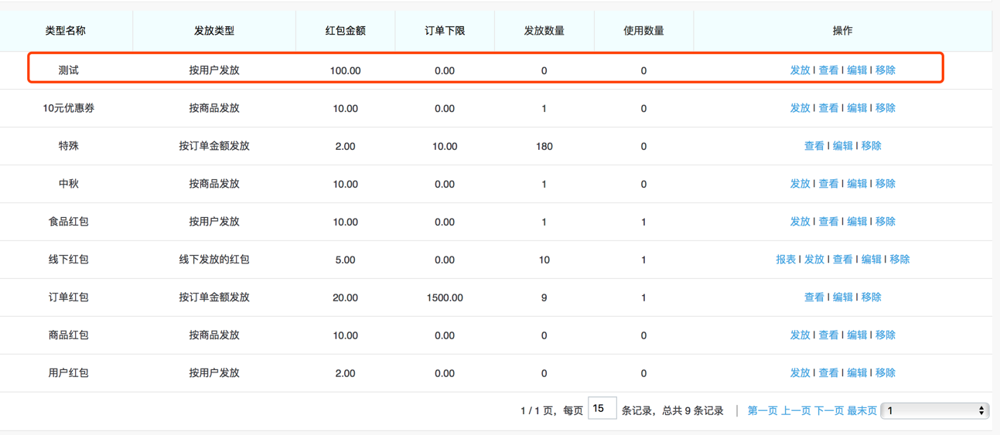 类型名称 发放类型 红包金额 订单下限 发放数量 使用数量 操作
测试 按用户发放 100.00 0.00 0 0 发放 | 查看 | 编辑 | 移除
10元优惠券 按商品发放 10.00 0.00 1 0 发放 | 查看 | 编辑 | 移除
特殊 按订单金额发放 2.00 10.00 180 0 查看 | 编辑 | 移除
中秋 按商品发放 10.00 0.00 1 0 发放 | 查看 | 编辑 | 移除
食品红包 按用户发放 10.00 0.00 1 1 发放 | 查看 | 编辑 | 移除
线下红包 线下发放的红包 5.00 0.00 10 1 报表 | 发放 | 查看 | 编辑 | 移除
订单红包 按订单金额发放 20.00 1500.00 9 1 查看 | 编辑 | 移除
商品红包 按商品发放 10.00 0.00 0 0 发放 | 查看 | 编辑 | 移除
用户红包 按用户发放 2.00 0.00 0 0 发放 | 查看 | 编辑 | 移除
1 / 1 页，每页 15 条记录，总共 9 条记录 | 第一页 上一页 下一页 最末页 1